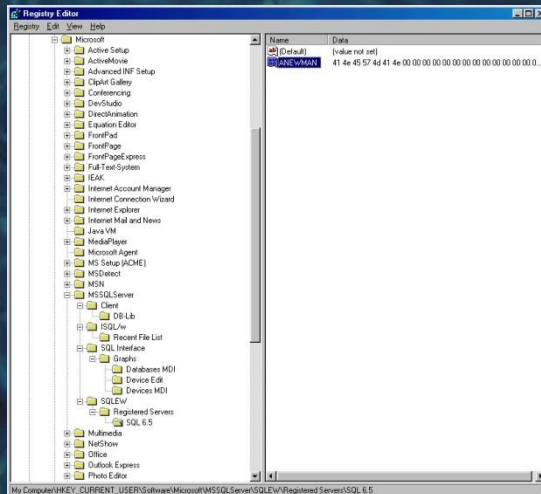 Registry Editor
Registry Edit View Help
Microsoft
Active Setup
ActiveMovie
Advanced INF Setup
ClipArt Gallery
Conferencing
DevStudio
DirectAnimation
Equation Editor
FrontPad
FrontPage
FrontPageExpress
Full-Text-System
IEAK
Internet Account Manager
Internet Connection Wizard
Internet Explorer
Internet Mail and News
Java VM
MediaPlayer
Microsoft Agent
MS Setup (ACME)
MSDetect
MSN
MSSQLServer
Client
DB-Lib
ISQL/w
Recent File List
SQL Interface
Graphs
Databases MDI
Device Edit
Devices MDI
SQLEW
Registered Servers
SQL 6.5
Multimedia
NetShow
Office
Outlook Express
Photo Editor
Name Data
(Default) (value not set)
ANEWMAN 41 4e 45 57 4d 41 4e 00 00 00 00 00 00 00 00 00 00 00 00 0...
My Computer\HKEY_CURRENT_USER\Software\Microsoft\MSSQLServer\SQLEW\Registered Servers\SQL 6.5